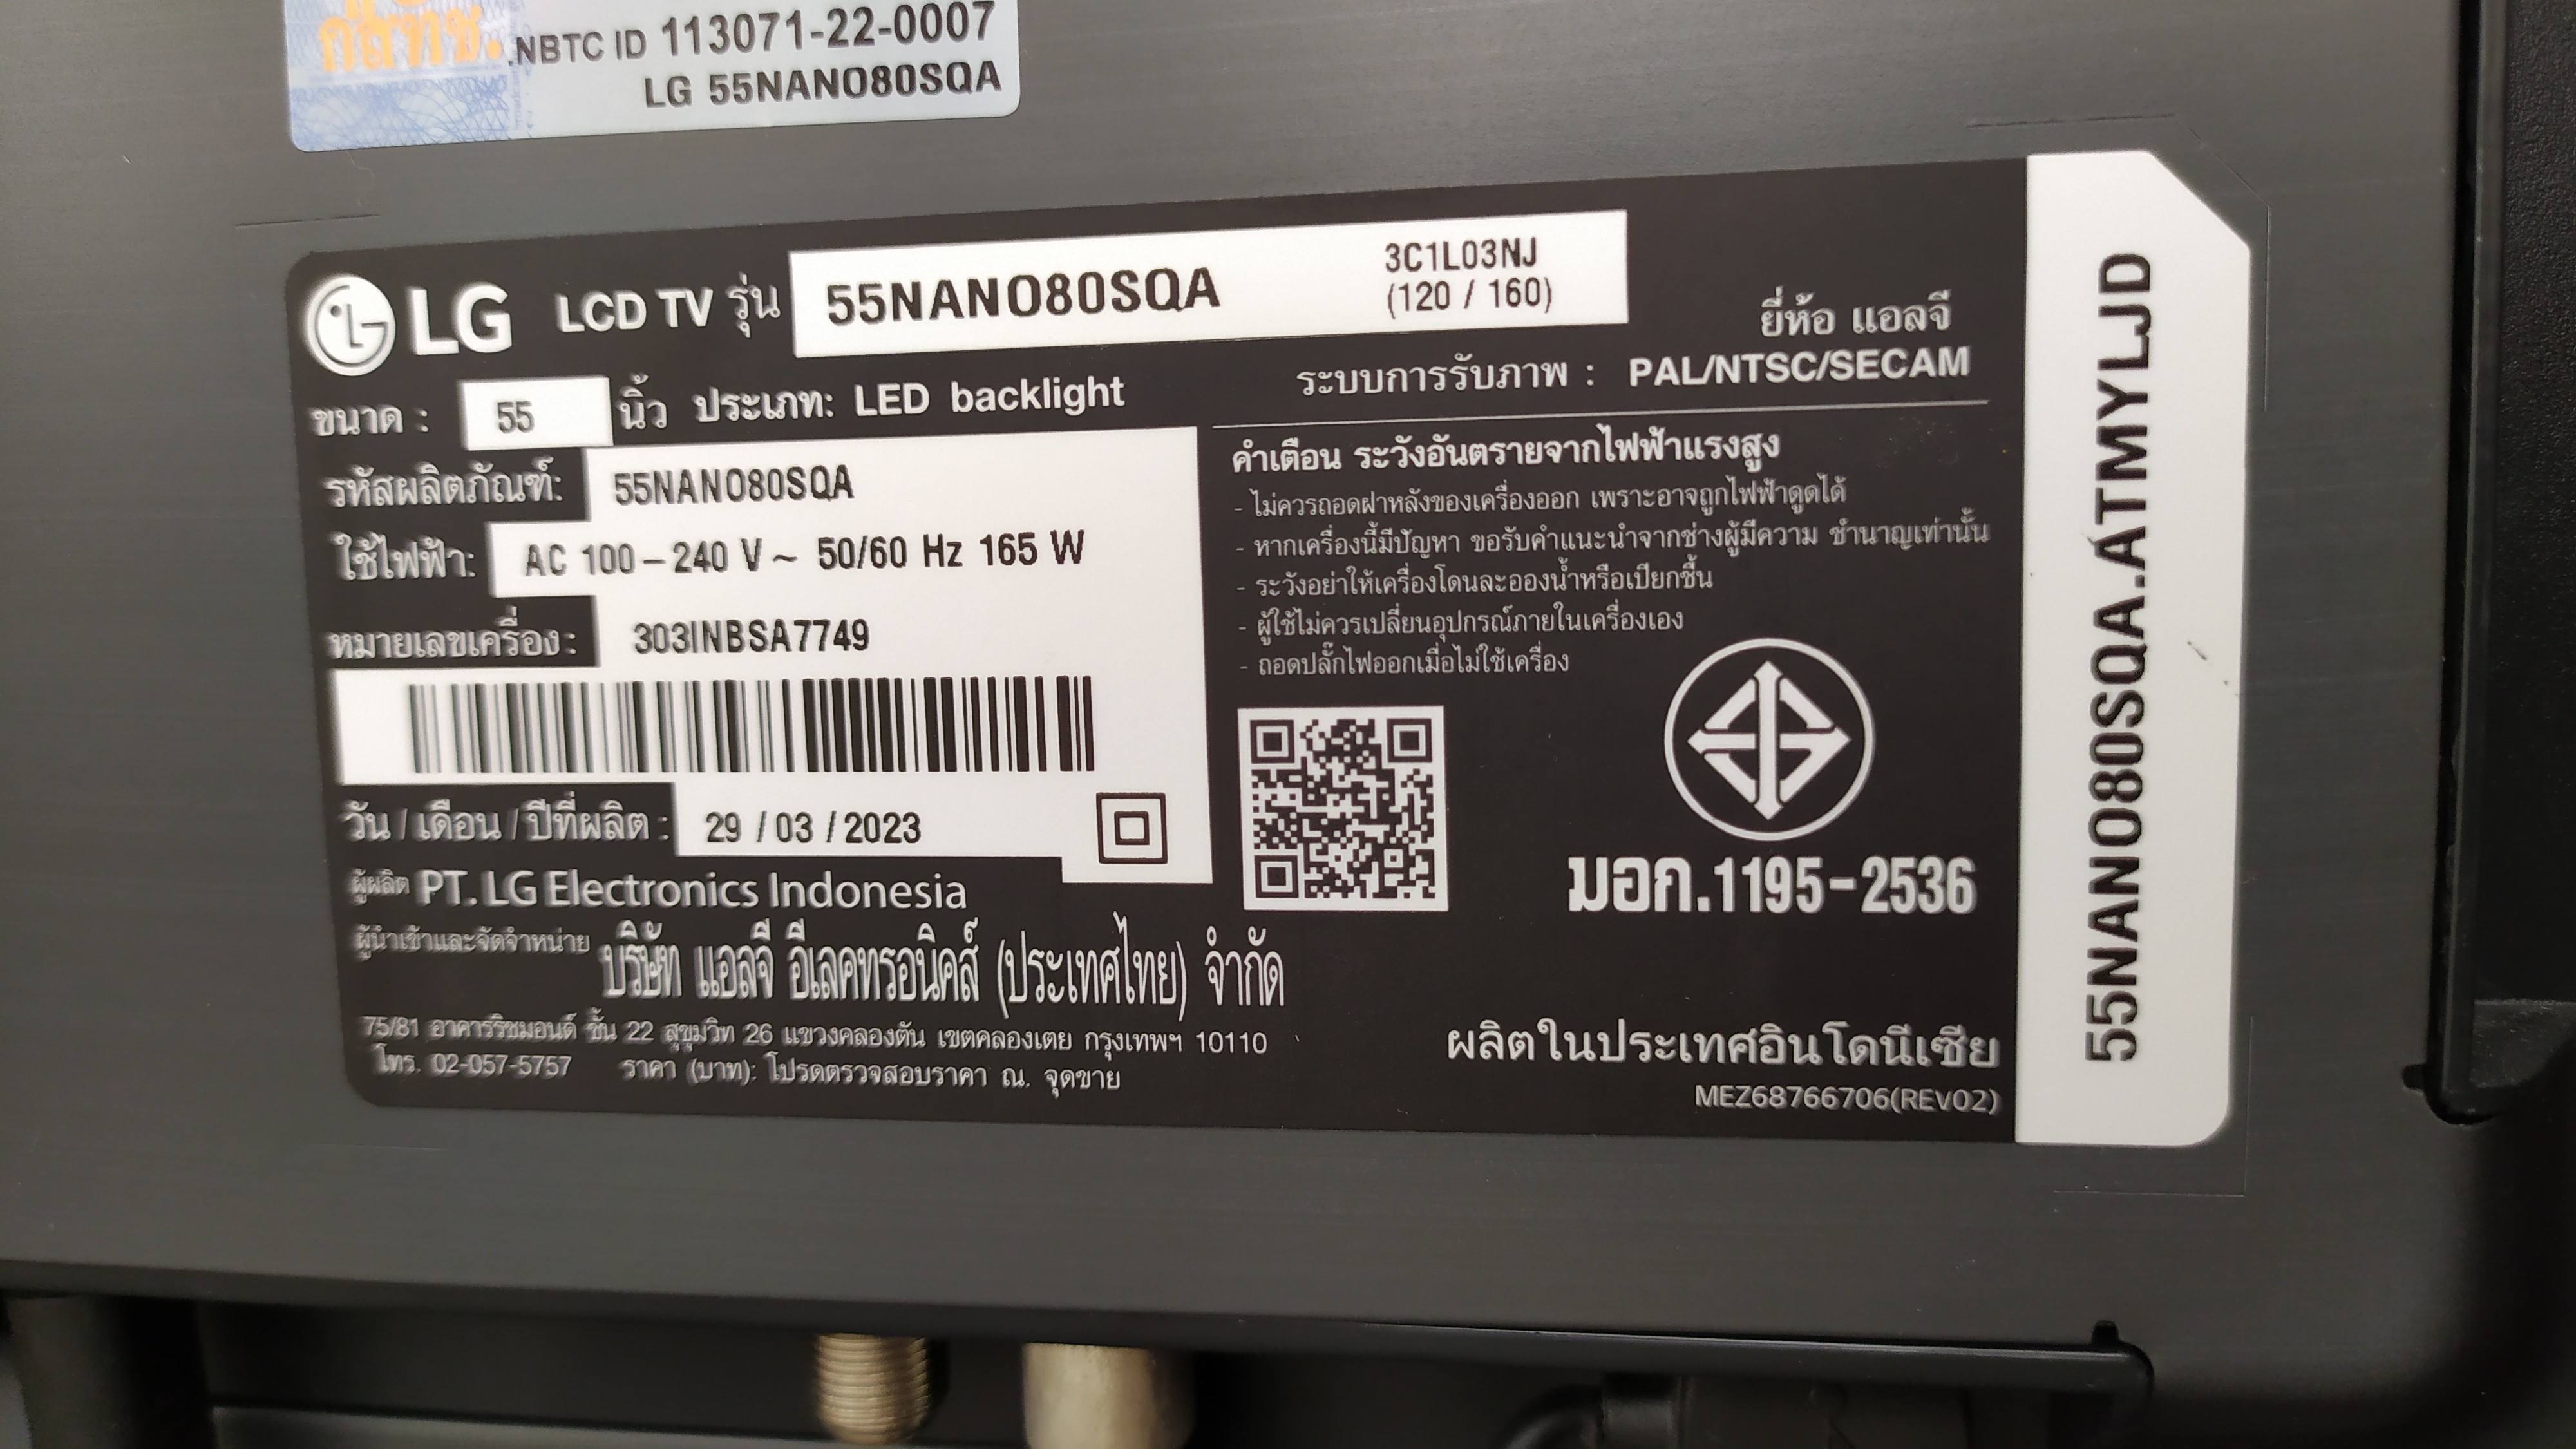 กสทช. NBTC ID 113071-22-0007
LG 55NANO80SQA
LG LCD TV รุ่น 55NANO80SQA 3C1L03NJ
(120 / 160)
ยี่ห้อ แอลจี
ขนาด : 55 นิ้ว ประเภท: LED backlight
ระบบการรับภาพ : PAL/NTSC/SECAM
รหัสผลิตภัณฑ์: 55NANO80SQA
ใช้ไฟฟ้า: AC 100-240 V~ 50/60 Hz 165 W
หมายเลขเครื่อง: 303INBSA7749
วัน / เดือน / ปีที่ผลิต : 29 / 03 / 2023
คำเตือน ระวังอันตรายจากไฟฟ้าแรงสูง
- ไม่ควรถอดฝาหลังของเครื่องออก เพราะอาจถูกไฟฟ้าดูดได้
- หากเครื่องนี้มีปัญหา ขอรับคำแนะนำจากช่างผู้มีความ ชำนาญเท่านั้น
- ระวังอย่าให้เครื่องโดนละอองน้ำหรือเปียกชื้น
- ผู้ใช้ไม่ควรเปลี่ยนอุปกรณ์ภายในเครื่องเอง
- ถอดปลั๊กไฟออกเมื่อไม่ใช้เครื่อง
มอก.1195-2536
ผู้ผลิต PT. LG Electronics Indonesia
ผู้นำเข้าและจัดจำหน่าย บริษัท แอลจี อีเลคทรอนิคส์ (ประเทศไทย) จำกัด
75/81 อาคารริชมอนด์ ชั้น 22 สุขุมวิท 26 แขวงคลองตัน เขตคลองเตย กรุงเทพฯ 10110
โทร. 02-057-5757 ราคา (บาท): โปรดตรวจสอบราคา ณ. จุดขาย
ผลิตในประเทศอินโดนีเซีย
MEZ68766706(REV02)
55NANO80SQA.ATMYLJD